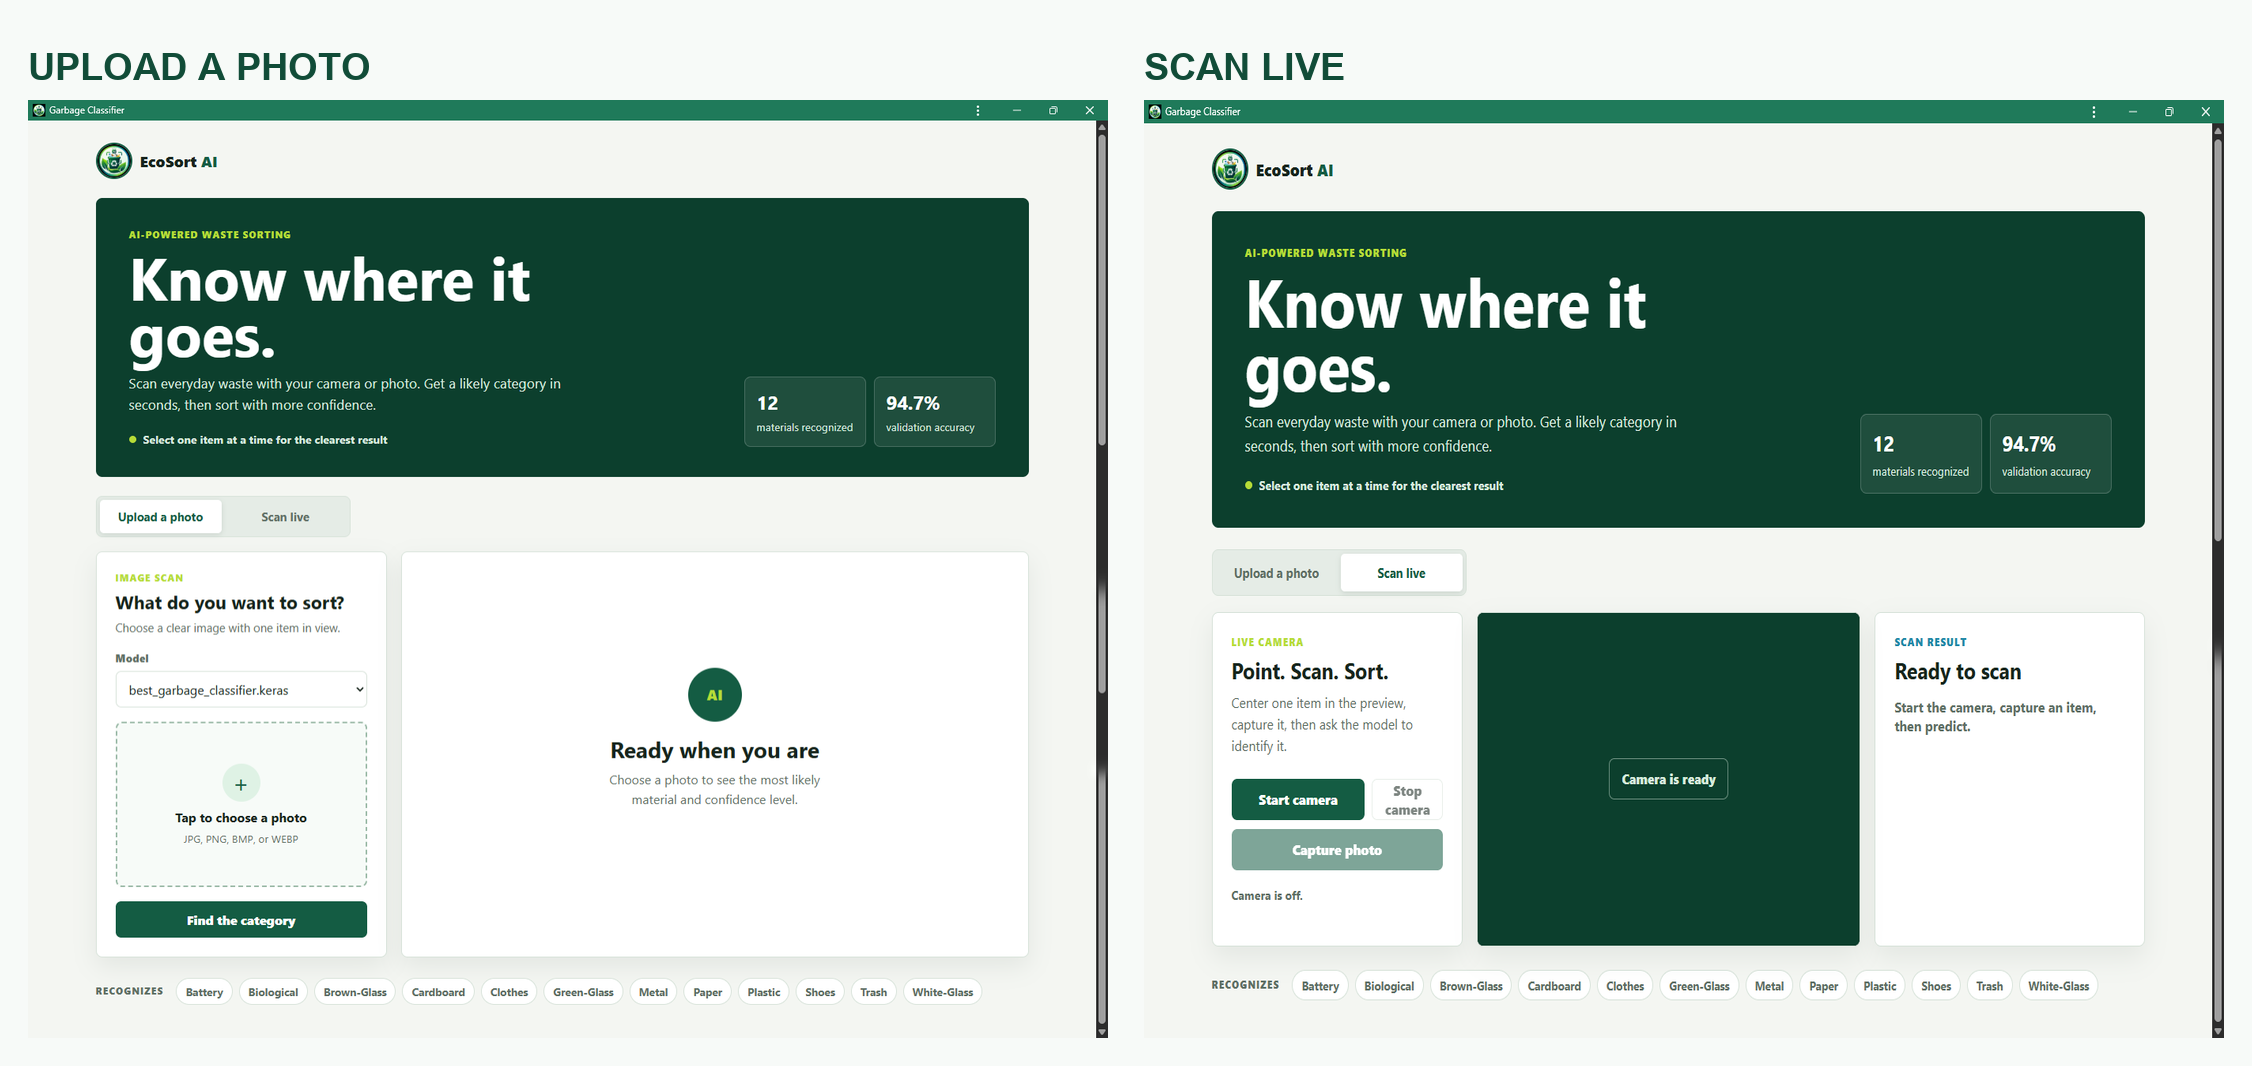 UPLOAD A PHOTO
Garbage Classifier
EcoSort AI
AI-POWERED WASTE SORTING
Know where it
goes.
Scan everyday waste with your camera or photo. Get a likely category in
seconds, then sort with more confidence.
Select one item at a time for the clearest result
12
materials recognized
94.7%
validation accuracy
Upload a photo
Scan live
IMAGE SCAN
What do you want to sort?
Choose a clear image with one item in view.
Model
best_garbage_classifier.keras
+
Tap to choose a photo
JPG, PNG, BMP, or WEBP
Find the category
AI
Ready when you are
Choose a photo to see the most likely
material and confidence level.
RECOGNIZES Battery Biological Brown-Glass Cardboard Clothes Green-Glass Metal Paper Plastic Shoes Trash White-Glass
SCAN LIVE
Garbage Classifier
EcoSort AI
AI-POWERED WASTE SORTING
Know where it
goes.
Scan everyday waste with your camera or photo. Get a likely category in
seconds, then sort with more confidence.
Select one item at a time for the clearest result
12
materials recognized
94.7%
validation accuracy
Upload a photo
Scan live
LIVE CAMERA
Point. Scan. Sort.
Center one item in the preview,
capture it, then ask the model to
identify it.
Start camera
Stop
camera
Capture photo
Camera is off.
Camera is ready
SCAN RESULT
Ready to scan
Start the camera, capture an item,
then predict.
RECOGNIZES Battery Biological Brown-Glass Cardboard Clothes Green-Glass Metal Paper Plastic Shoes Trash White-Glass